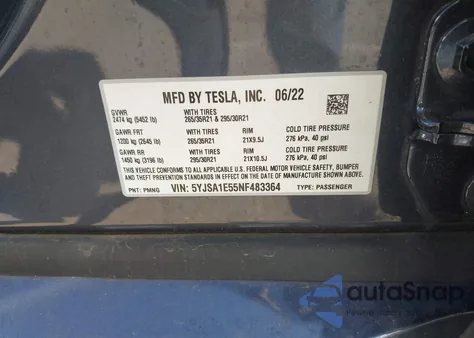 MFD BY TESLA, INC. 06/22
GVWR
2474 kg (5452 lb)
WITH TIRES
265/35R21 & 295/30R21
GAWR FRT
1200 kg (2645 lb)
WITH TIRES
265/35R21
RIM
21X9.5J
COLD TIRE PRESSURE
276 kPa, 40 psi
GAWR RR
1450 kg (3196 lb)
WITH TIRES
295/30R21
RIM
21X10.5J
COLD TIRE PRESSURE
276 kPa, 40 psi
THIS VEHICLE CONFORMS TO ALL APPLICABLE U.S. FEDERAL MOTOR VEHICLE SAFETY, BUMPER
AND THEFT PREVENTION STANDARDS IN EFFECT ON THE DATE OF MANUFACTURE SHOWN ABOVE.
PNT: PMNG VIN: 5YJSA1E55NF483364 TYPE: PASSENGER
autoSnap